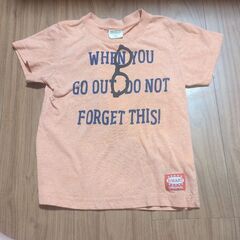 WHEN YOU
GO OUT, DO NOT
FORGET THIS!